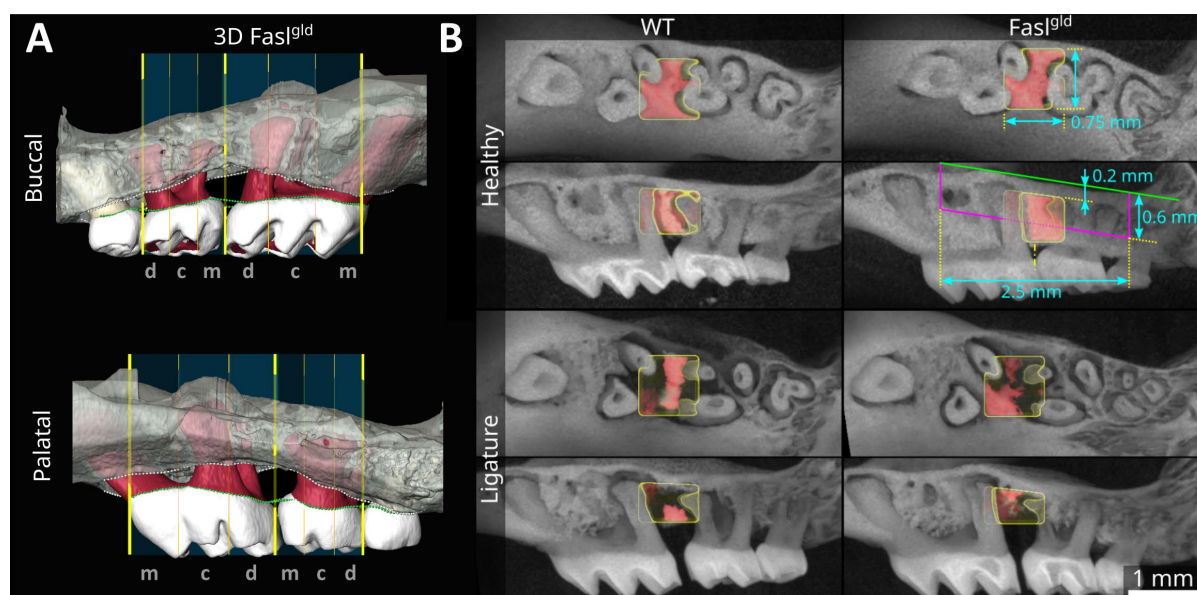 A
3D Fasl^gld
B
WT
Fasl^gld
Buccal
d c m d c m
Palatal
m c d m c d
Healthy
0.75 mm
0.2 mm
0.6 mm
2.5 mm
Ligature
1 mm